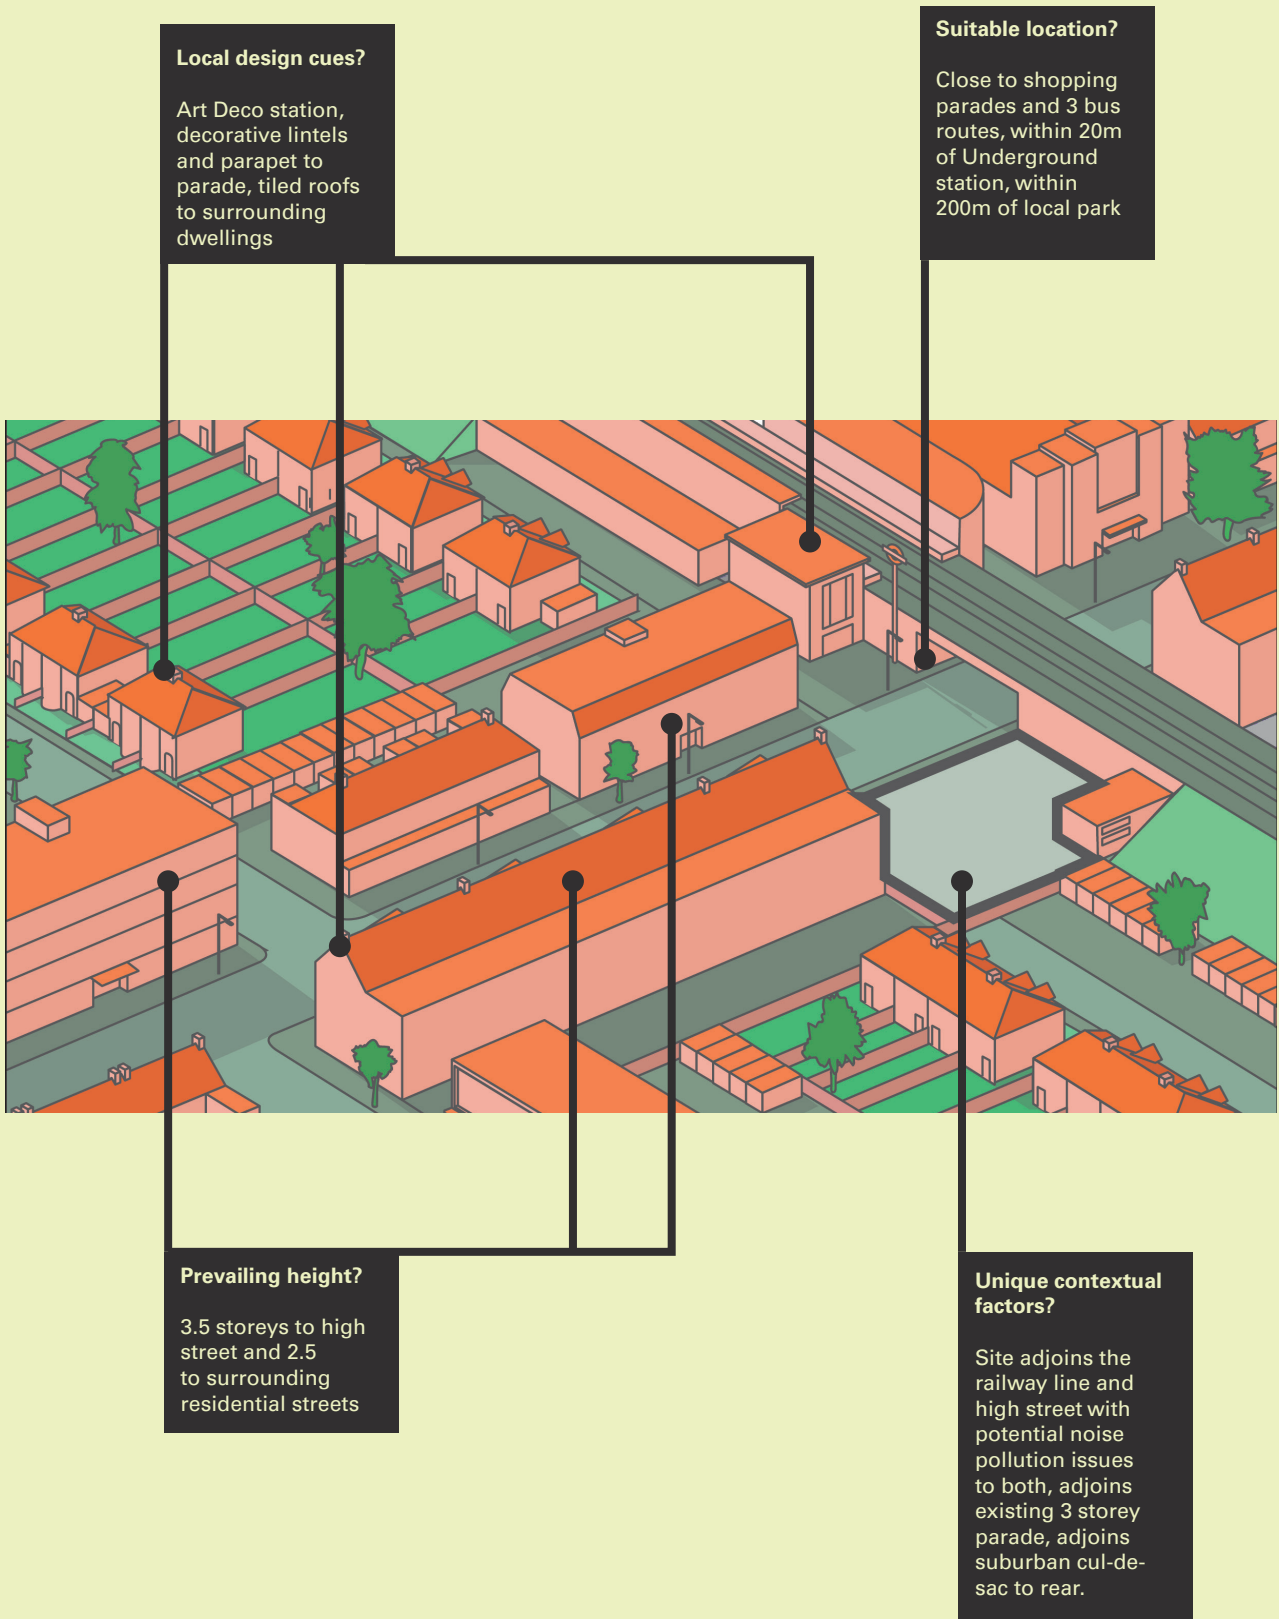 Local design cues?
Art Deco station,
decorative lintels
and parapet to
parade, tiled roofs
to surrounding
dwellings
Suitable location?
Close to shopping
parades and 3 bus
routes, within 20m
of Underground
station, within
200m of local park
Prevailing height?
3.5 storeys to high
street and 2.5
to surrounding
residential streets
Unique contextual
factors?
Site adjoins the
railway line and
high street with
potential noise
pollution issues
to both, adjoins
existing 3 storey
parade, adjoins
suburban cul-de-
sac to rear.